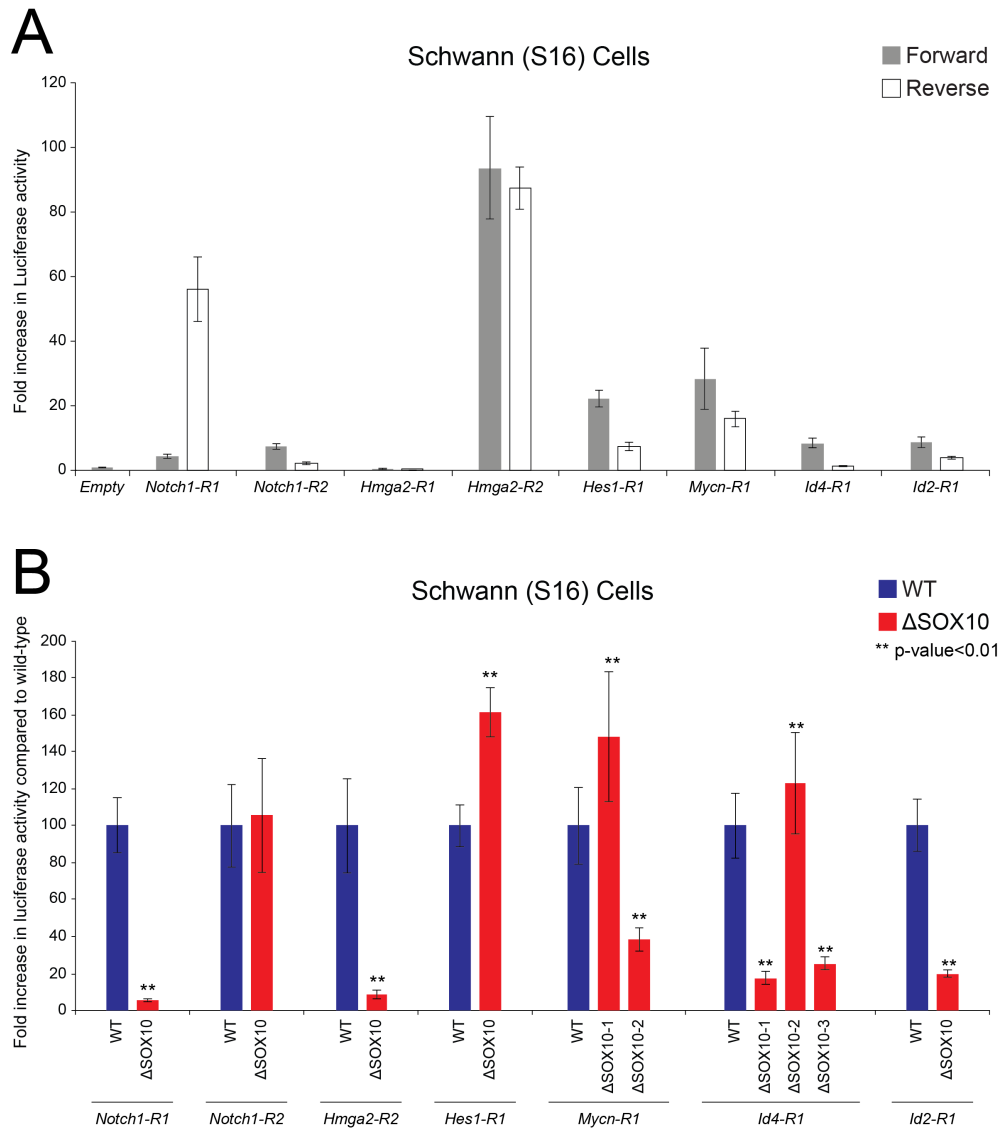 A
Schwann (S16) Cells
Forward
Reverse
Fold increase in Luciferase activity
120
100
80
60
40
20
0
Empty Notch1-R1 Notch1-R2 Hmga2-R1 Hmga2-R2 Hes1-R1 Mycn-R1 Id4-R1 Id2-R1
B
Schwann (S16) Cells
WT
ΔSOX10
** p-value<0.01
Fold increase in luciferase activity compared to wild-type
200
180
160
140
120
100
80
60
40
20
0
** ** ** ** ** ** ** ** **
WT ΔSOX10 WT ΔSOX10 WT ΔSOX10 WT ΔSOX10 WT ΔSOX10-1 ΔSOX10-2 WT ΔSOX10-1 ΔSOX10-2 ΔSOX10-3 WT ΔSOX10
Notch1-R1 Notch1-R2 Hmga2-R2 Hes1-R1 Mycn-R1 Id4-R1 Id2-R1